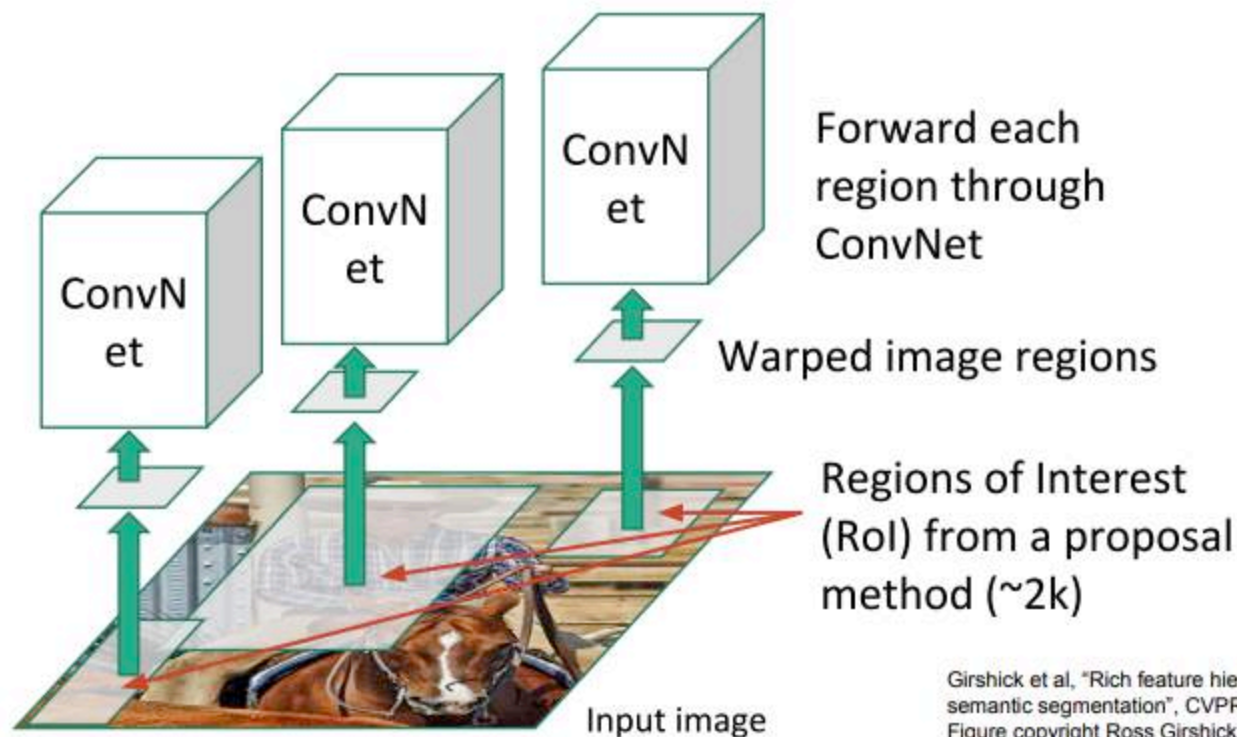 ConvN
et
ConvN
et
ConvN
et
Forward each
region through
ConvNet
Warped image regions
Regions of Interest
(RoI) from a proposal
method (~2k)
Input image
Girshick et al, “Rich feature hie
semantic segmentation”, CVPR
Figure copyright Ross Girshick